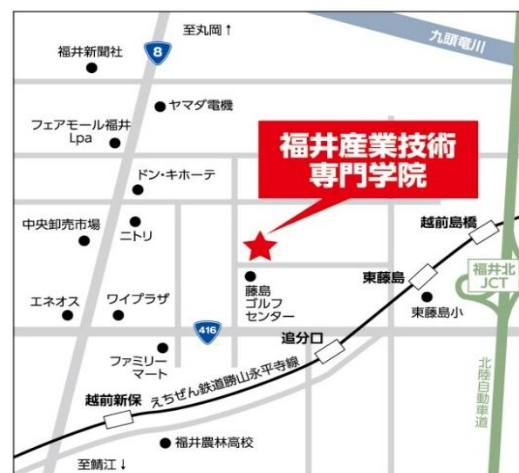 至丸岡↑
九頭竜川
8
福井新聞社
ヤマダ電機
フェアモール福井
Lpa
福井産業技術
専門学院
ドン・キホーテ
越前島橋
中央卸売市場
ニトリ
福井北
JCT
東藤島
藤島
ゴルフ
センター
東藤島小
エネオス
ワイプラザ
416
追分口
ファミリー
マート
えちぜん鉄道勝山永平寺線
北陸自動車道
越前新保
福井農林高校
至鯖江↓